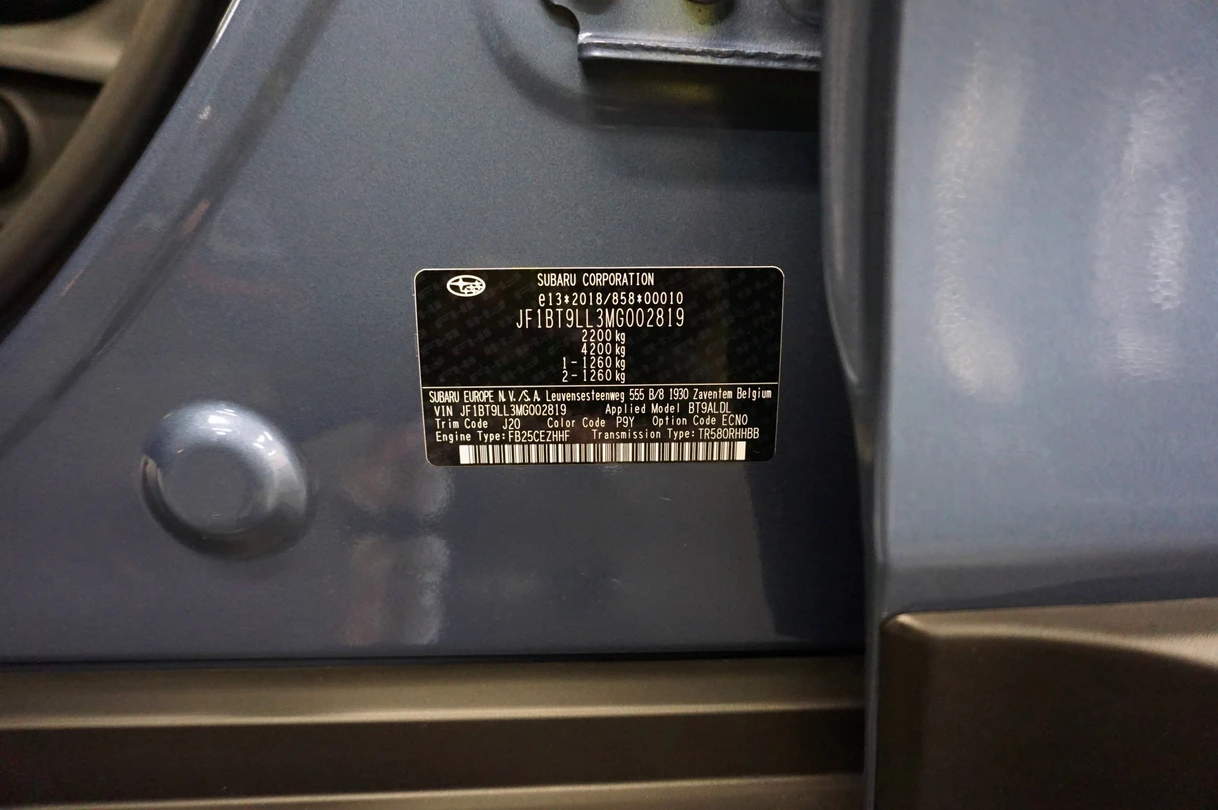 SUBARU CORPORATION
e13*2018/858*00010
JF1BT9LL3MG002819
2200 kg
4200 kg
1 - 1260 kg
2 - 1260 kg
SUBARU EUROPE N.V./S.A. Leuvensesteenweg 555 B/8 1930 Zaventem Belgium
VIN JF1BT9LL3MG002819 Applied Model BT9ALDL
Trim Code J20 Color Code P9Y Option Code ECNO
Engine Type:FB25CEZHHF Transmission Type:TR580RHHBB